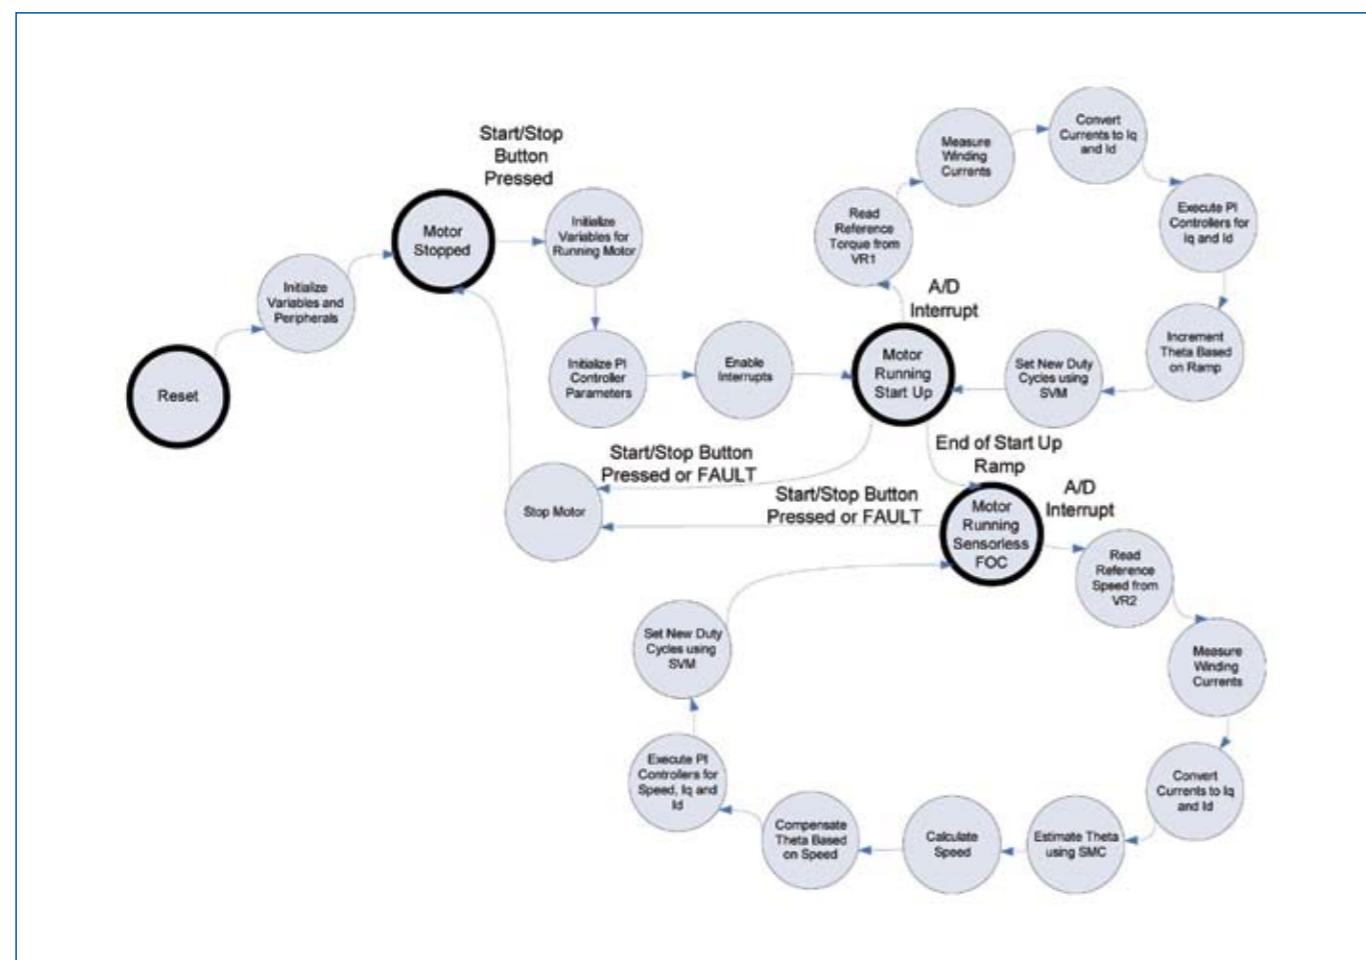 Start/Stop
Button
Pressed
Motor
Stopped
Initialize
Variables for
Running Motor
Initialize
Variables and
Peripherals
Reset
Initialize PI
Controller
Parameters
Enable
Interrupts
Motor
Running
Start Up
A/D
Interrupt
Read
Reference
Torque from
VR1
Measure
Winding
Currents
Convert
Currents to Iq
and Id
Execute PI
Controllers for
Iq and Id
Increment
Theta Based
on Ramp
Set New Duty
Cycles using
SVM
Start/Stop Button
Pressed or FAULT
End of Start Up
Ramp
Stop Motor
Start/Stop Button
Pressed or FAULT
Motor
Running
Sensorless
FOC
A/D
Interrupt
Read
Reference
Speed from
VR2
Measure
Winding
Currents
Convert
Currents to Iq
and Id
Estimate Theta
using SMC
Calculate
Speed
Compensate
Theta Based
on Speed
Execute PI
Controllers for
Speed, Iq and
Id
Set New Duty
Cycles using
SVM